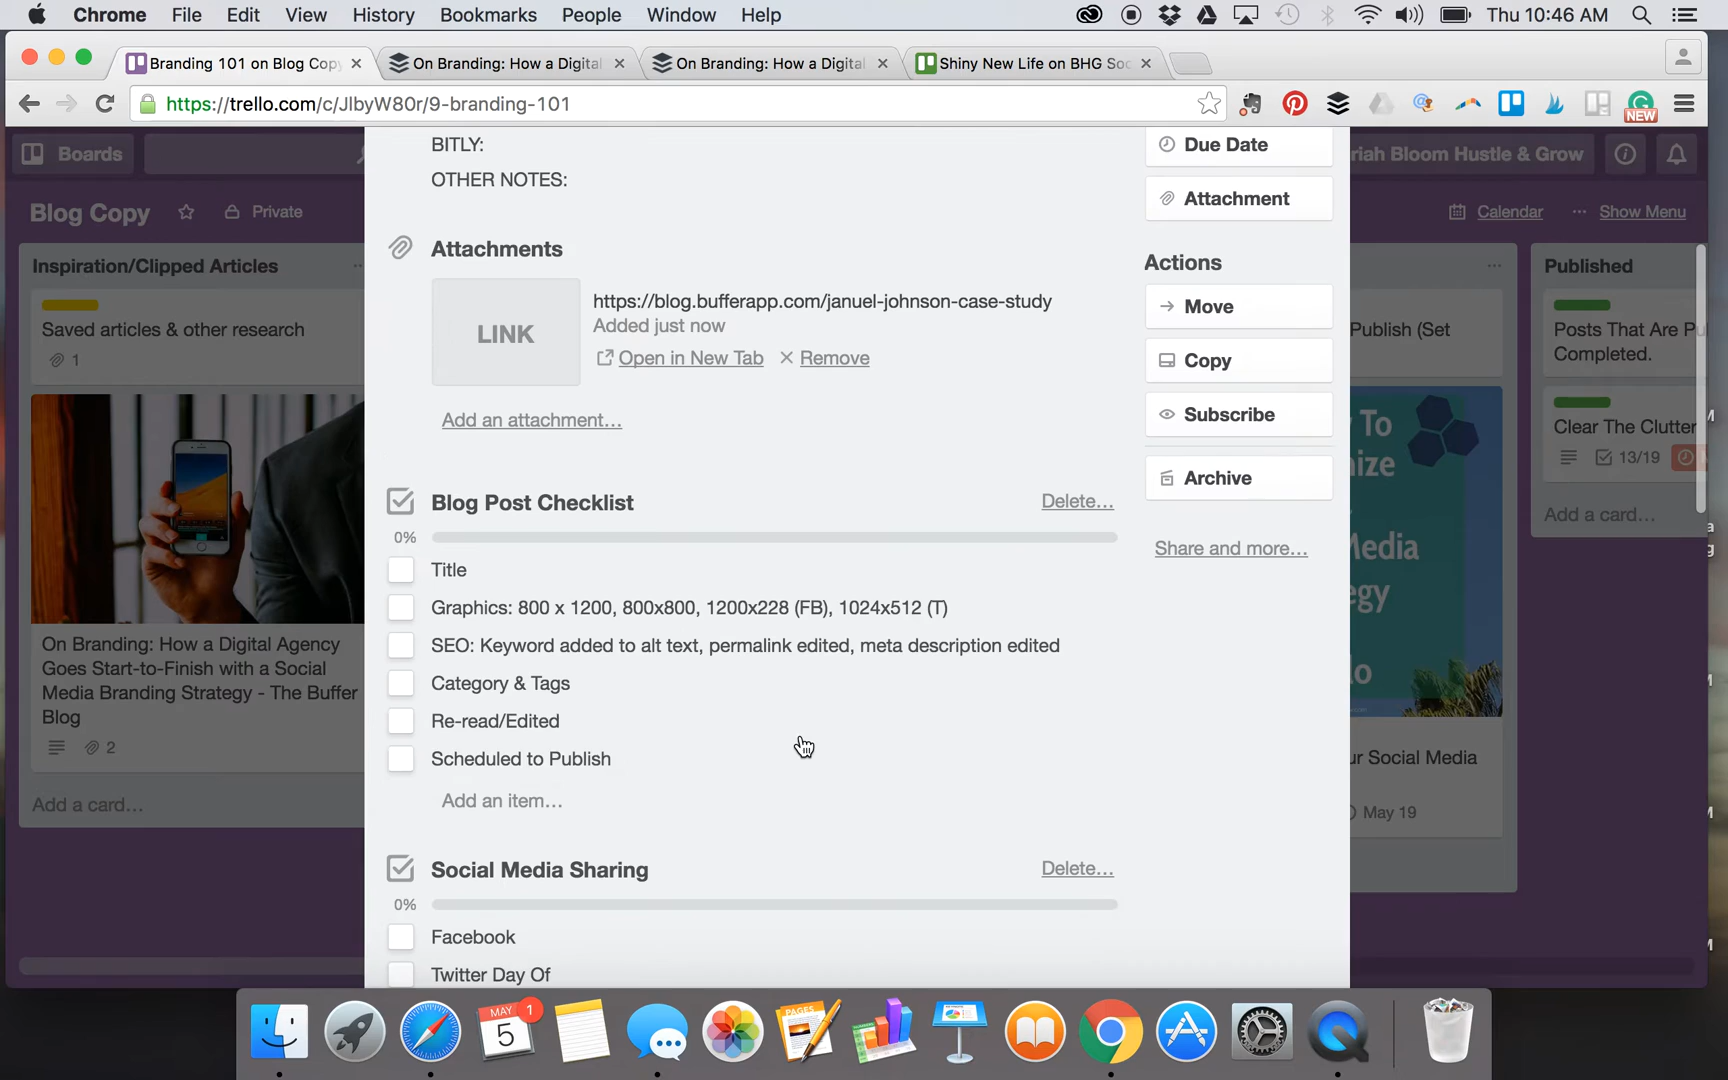 Chrome File Edit View History Bookmarks People Window Help Thu 10:46 AM
Branding 101 on Blog Copy
On Branding: How a Digital
On Branding: How a Digital
Shiny New Life on BHG Soc
https://trello.com/c/JlbyW80r/9-branding-101
NEW
Boards
riah Bloom Hustle & Grow
Blog Copy
Private
Calendar
Show Menu
Inspiration/Clipped Articles
Saved articles & other research
1
On Branding: How a Digital Agency
Goes Start-to-Finish with a Social
Media Branding Strategy - The Buffer
Blog
2
Add a card…
BITLY:
OTHER NOTES:
Attachments
LINK
https://blog.bufferapp.com/januel-johnson-case-study
Added just now
Open in New Tab
Remove
Add an attachment…
Blog Post Checklist
Delete…
0%
Title
Graphics: 800 x 1200, 800x800, 1200x228 (FB), 1024x512 (T)
SEO: Keyword added to alt text, permalink edited, meta description edited
Category & Tags
Re-read/Edited
Scheduled to Publish
Add an item…
Social Media Sharing
Delete…
0%
Facebook
Twitter Day Of
Due Date
Attachment
Actions
Move
Copy
Subscribe
Archive
Share and more…
Publish (Set
To
ize
Media
egy
lo
ur Social Media
May 19
Published
Posts That Are Pu
Completed.
Clear The Clutter
13/19
Add a card…
MAY
5
1
PAGES